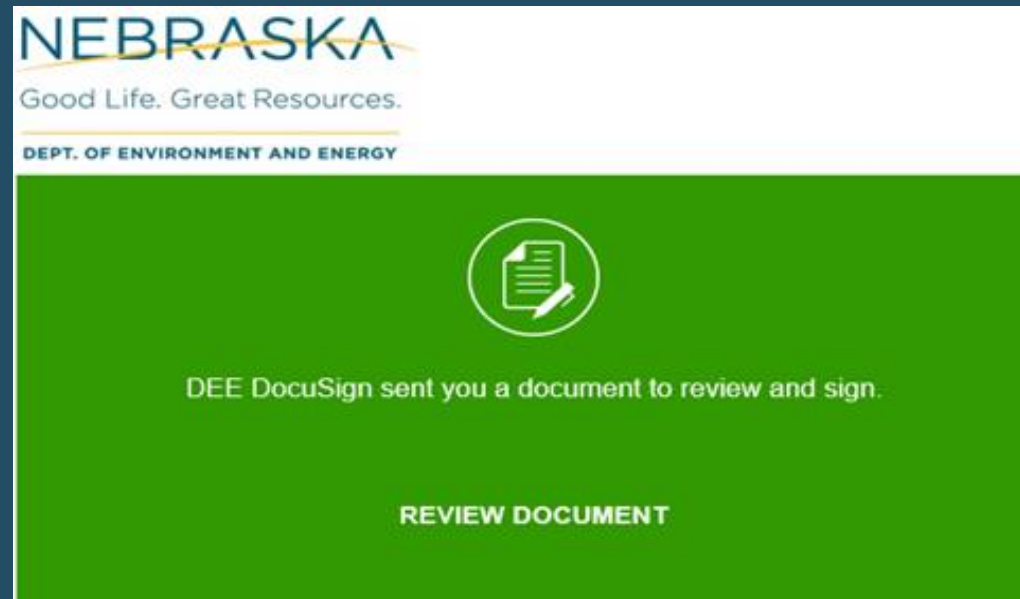 NEBRASKA
Good Life. Great Resources.
DEPT. OF ENVIRONMENT AND ENERGY
DEE DocuSign sent you a document to review and sign.
REVIEW DOCUMENT